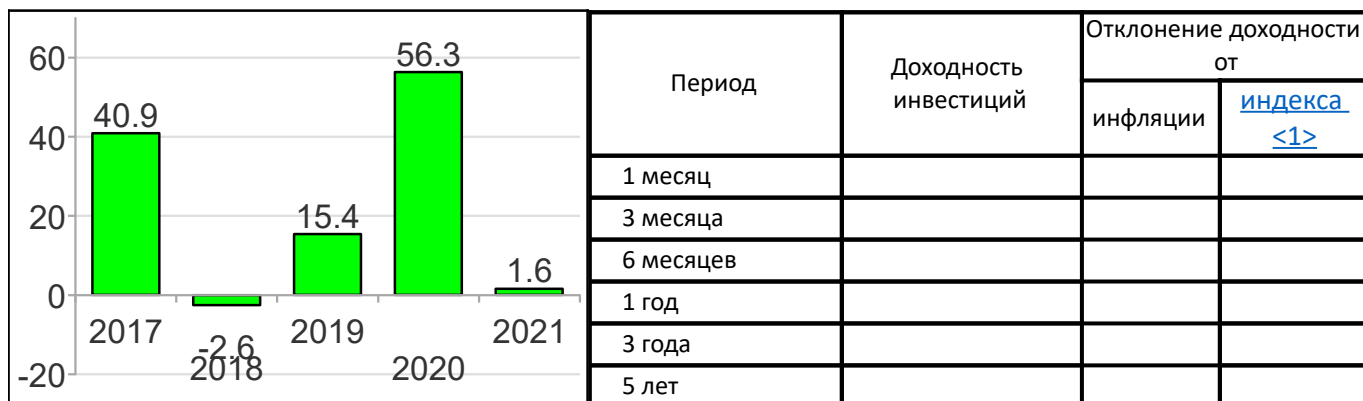 60
40
20
0
-20
40.9
-2.6
15.4
56.3
1.6
2017
2018
2019
2020
2021
Период
Доходность
инвестиций
Отклонение доходности
от
инфляции
индекса
<1>
1 месяц
3 месяца
6 месяцев
1 год
3 года
5 лет